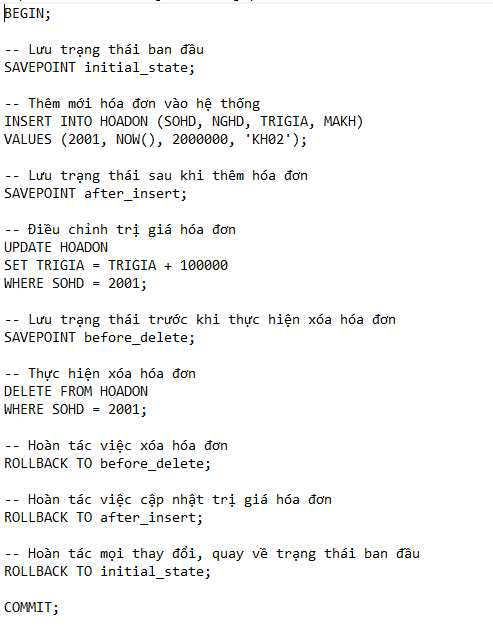 BEGIN;
-- Lưu trạng thái ban đầu
SAVEPOINT initial_state;
-- Thêm mới hóa đơn vào hệ thống
INSERT INTO HOADON (SOHD, NGHD, TRIGIA, MAKH)
VALUES (2001, NOW(), 2000000, 'KH02');
-- Lưu trạng thái sau khi thêm hóa đơn
SAVEPOINT after_insert;
-- Điều chỉnh trị giá hóa đơn
UPDATE HOADON
SET TRIGIA = TRIGIA + 100000
WHERE SOHD = 2001;
-- Lưu trạng thái trước khi thực hiện xóa hóa đơn
SAVEPOINT before_delete;
-- Thực hiện xóa hóa đơn
DELETE FROM HOADON
WHERE SOHD = 2001;
-- Hoàn tác việc xóa hóa đơn
ROLLBACK TO before_delete;
-- Hoàn tác việc cập nhật trị giá hóa đơn
ROLLBACK TO after_insert;
-- Hoàn tác mọi thay đổi, quay về trạng thái ban đầu
ROLLBACK TO initial_state;
COMMIT;